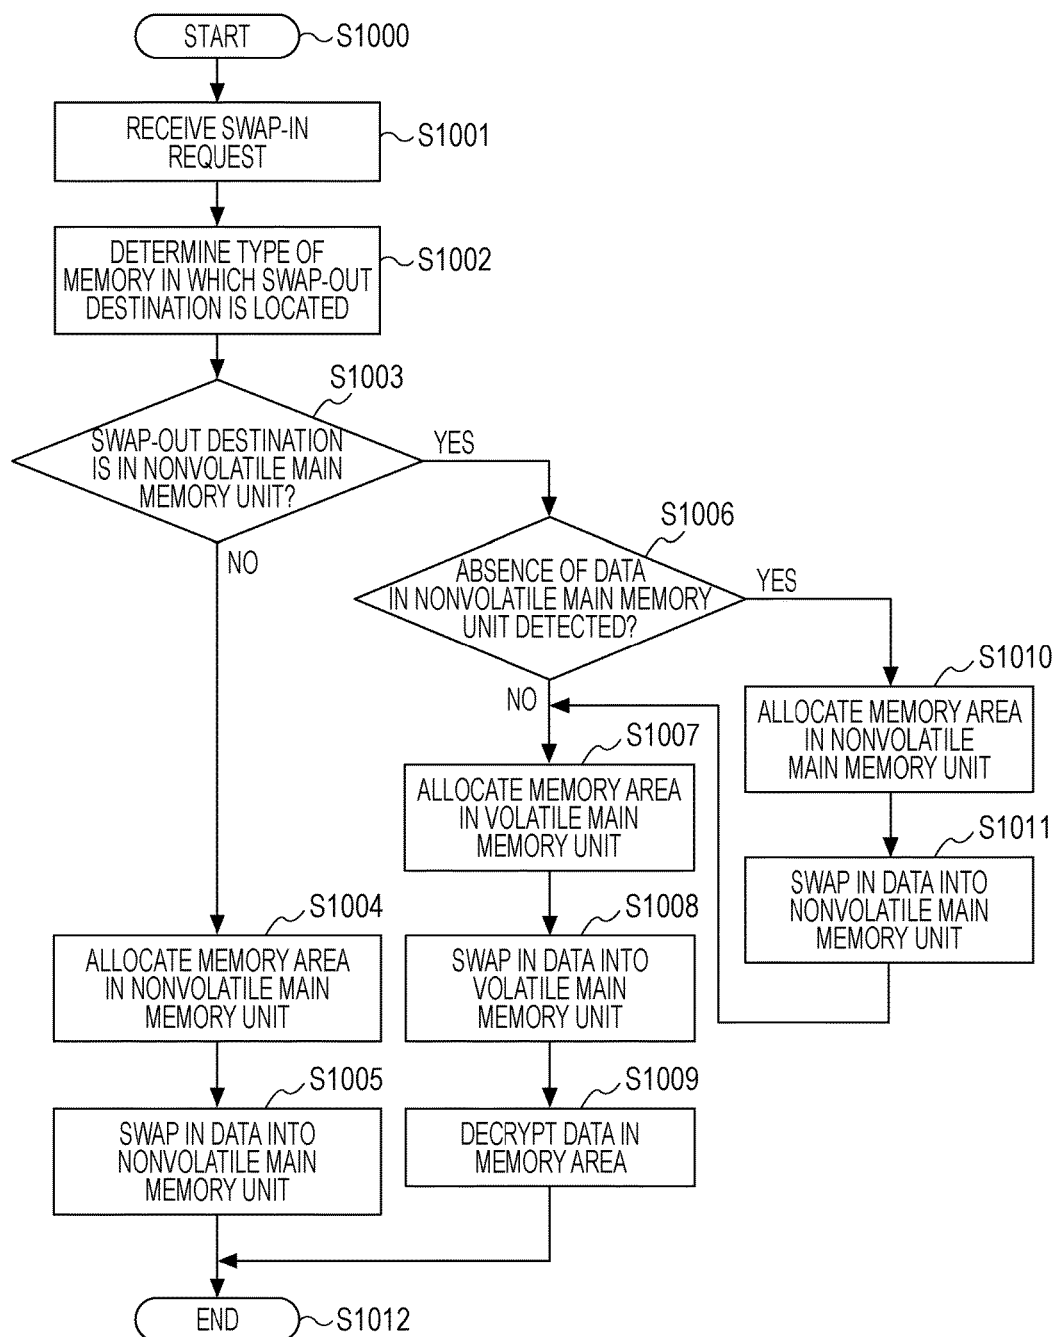 START
S1000
RECEIVE SWAP-IN
REQUEST
S1001
DETERMINE TYPE OF
MEMORY IN WHICH SWAP-OUT
DESTINATION IS LOCATED
S1002
S1003
SWAP-OUT DESTINATION
IS IN NONVOLATILE MAIN
MEMORY UNIT?
YES
NO
S1006
ABSENCE OF DATA
IN NONVOLATILE MAIN MEMORY
UNIT DETECTED?
YES
NO
S1010
ALLOCATE MEMORY AREA
IN NONVOLATILE
MAIN MEMORY UNIT
S1007
ALLOCATE MEMORY AREA
IN VOLATILE MAIN
MEMORY UNIT
S1011
SWAP IN DATA INTO
NONVOLATILE MAIN
MEMORY UNIT
S1004
ALLOCATE MEMORY AREA
IN NONVOLATILE MAIN
MEMORY UNIT
S1008
SWAP IN DATA INTO
VOLATILE MAIN
MEMORY UNIT
S1005
SWAP IN DATA INTO
NONVOLATILE MAIN
MEMORY UNIT
S1009
DECRYPT DATA IN
MEMORY AREA
END
S1012